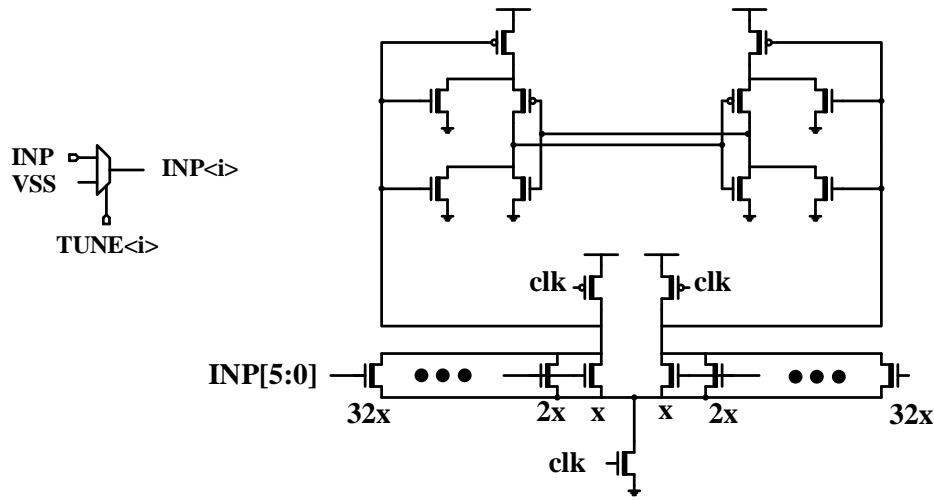 INP
INP<i>
VSS
TUNE<i>
clk
clk
INP[5:0]
32x
2x
x
x
2x
32x
clk